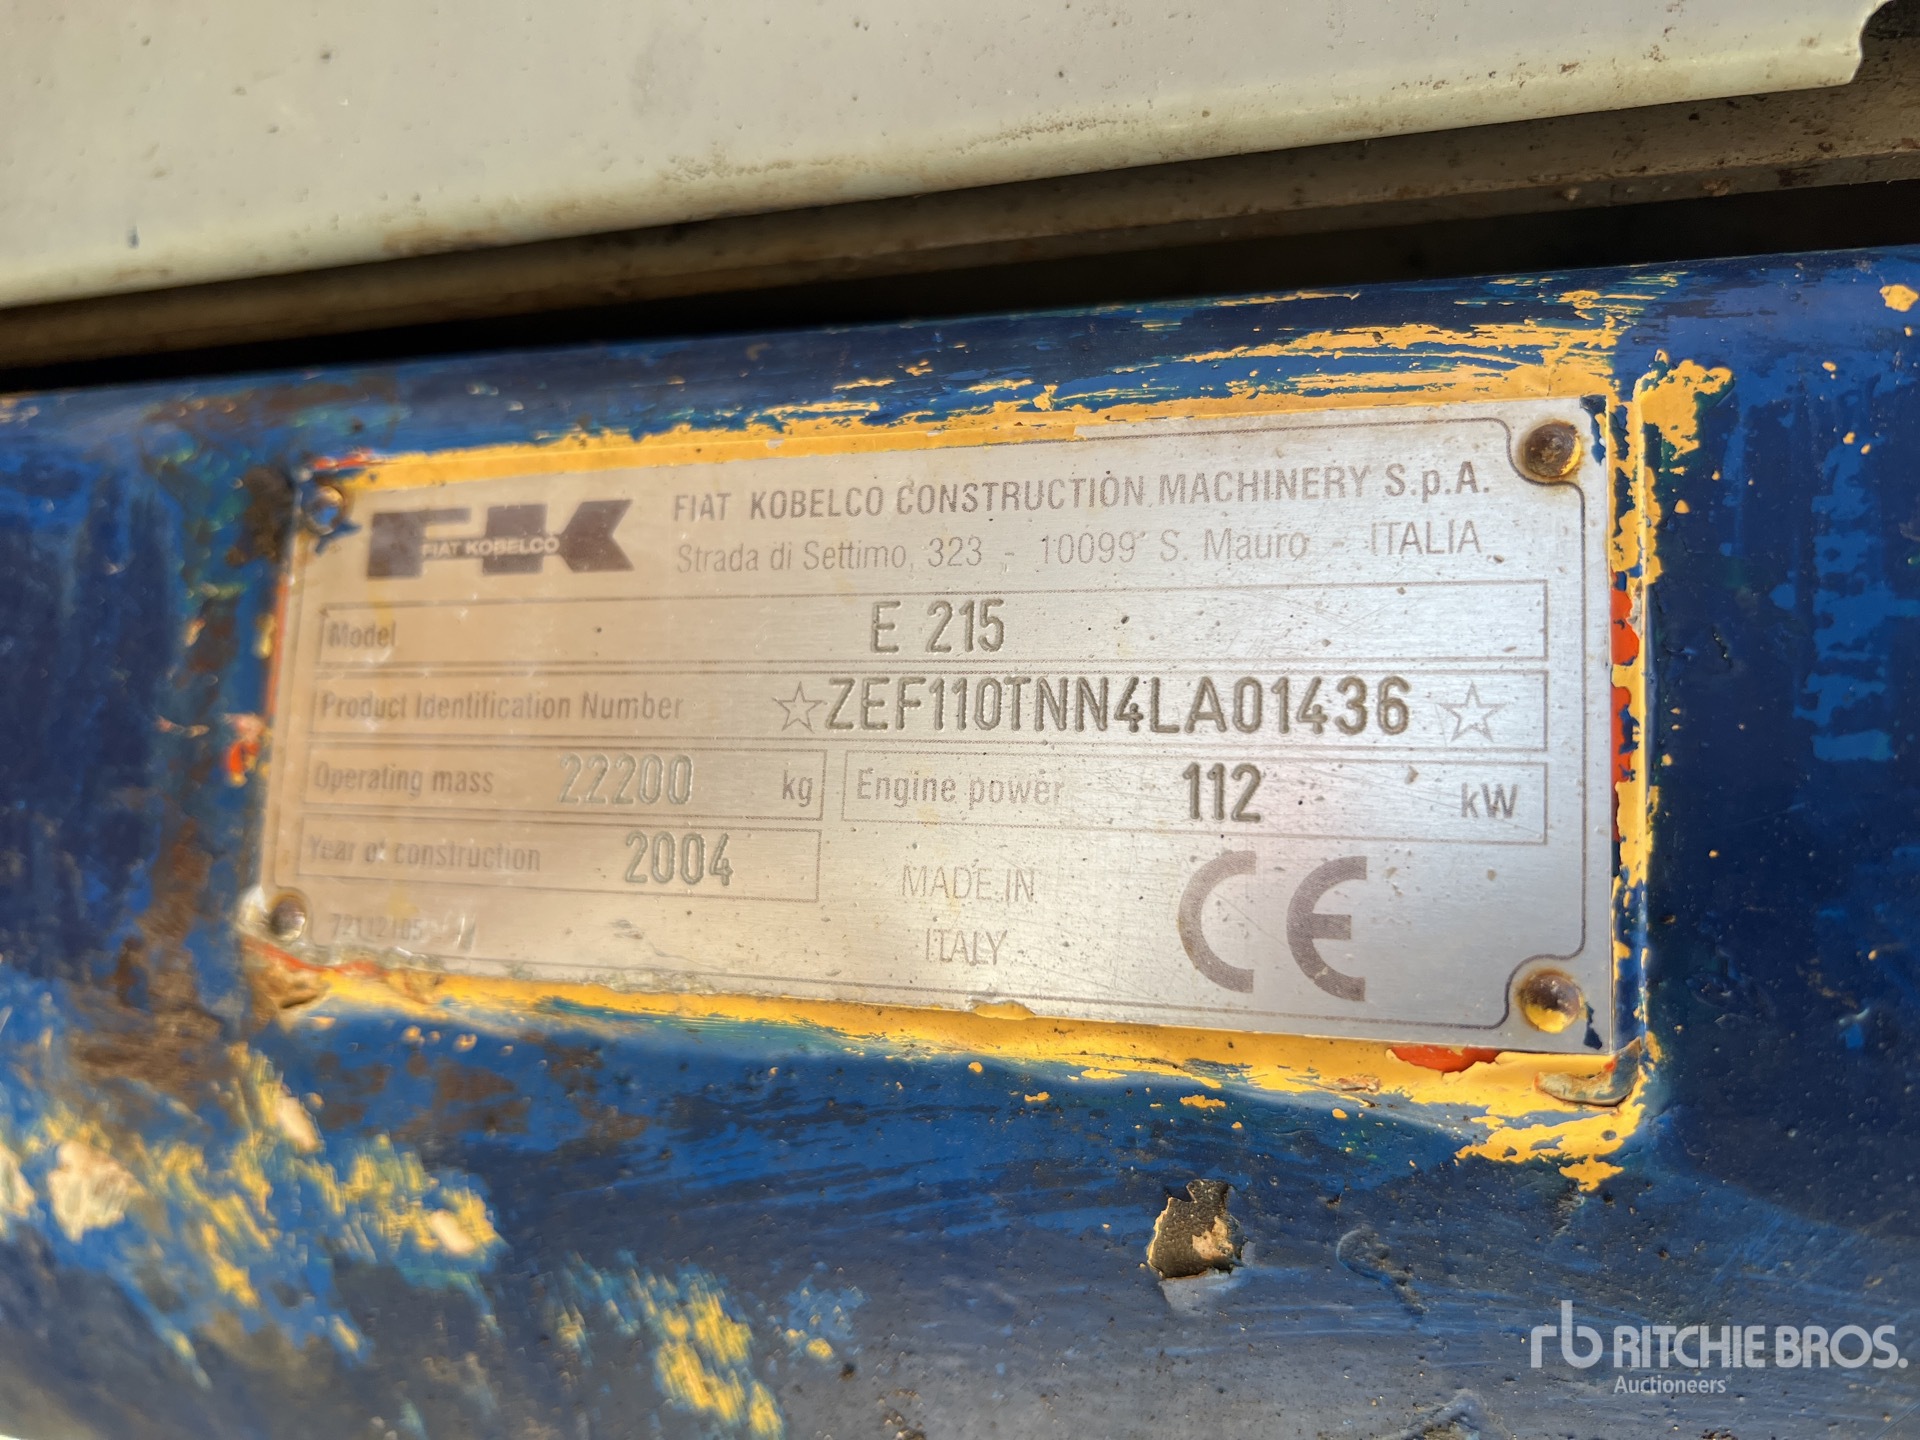 FIAT KOBELCO
FIAT KOBELCO CONSTRUCTION MACHINERY S.p.A.
Strada di Settimo, 323 - 10099 S. Mauro - ITALIA
Model E 215
Product Identification Number ☆ZEF110TNN4LA01436☆
Operating mass 22200 kg Engine power 112 kW
Year of construction 2004
MADE IN
ITALY
CE
72112105
rb RITCHIE BROS.
Auctioneers